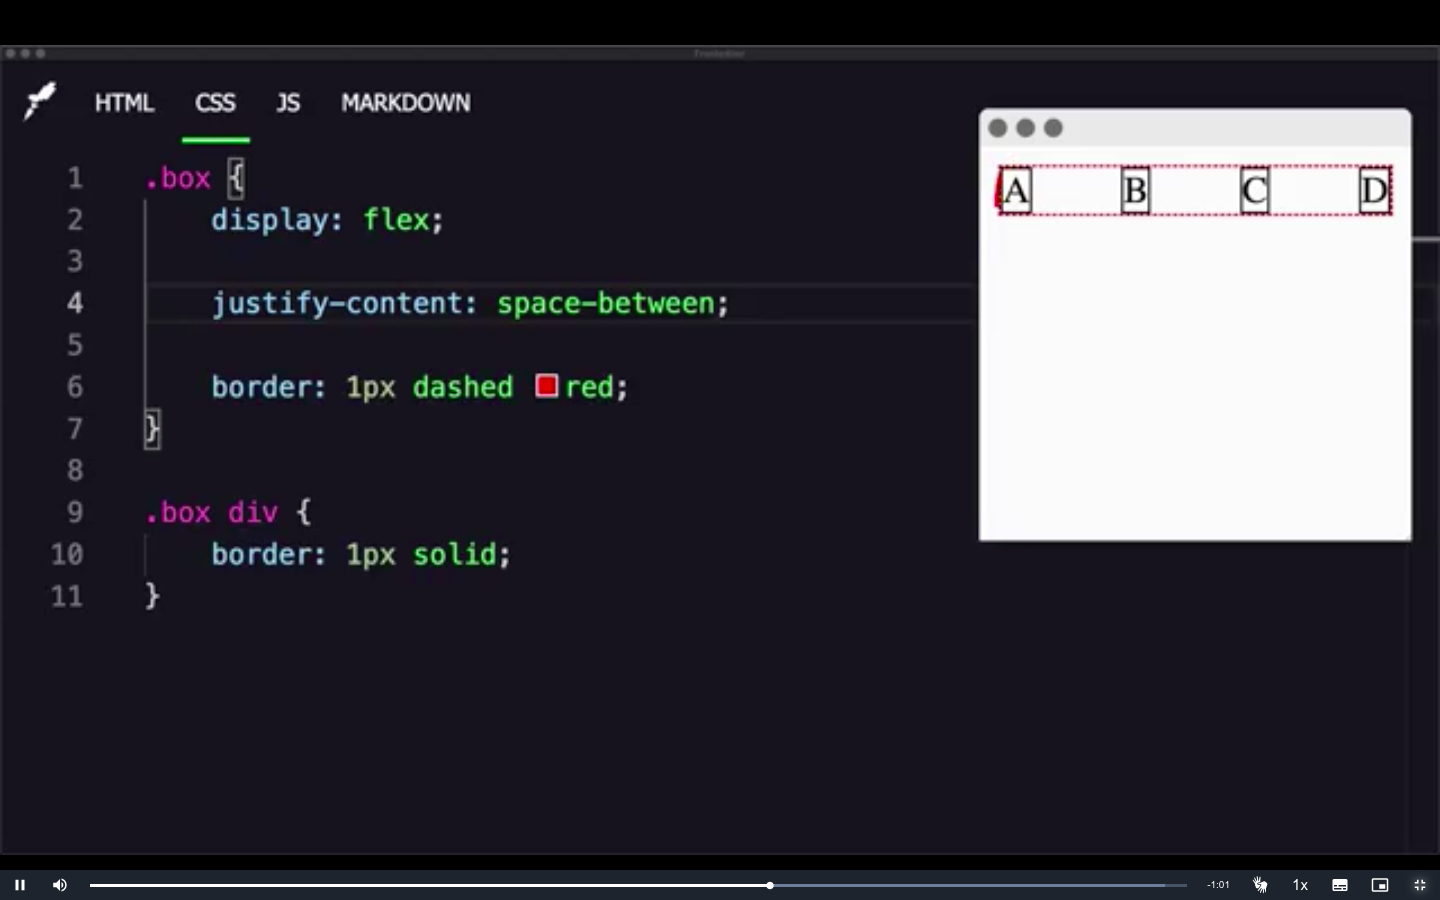 HTML CSS JS MARKDOWN
1 .box {
2 display: flex;
3
4 justify-content: space-between;
5
6 border: 1px dashed red;
7 }
8
9 .box div {
10 border: 1px solid;
11 }
A B C D
-1:01 1x